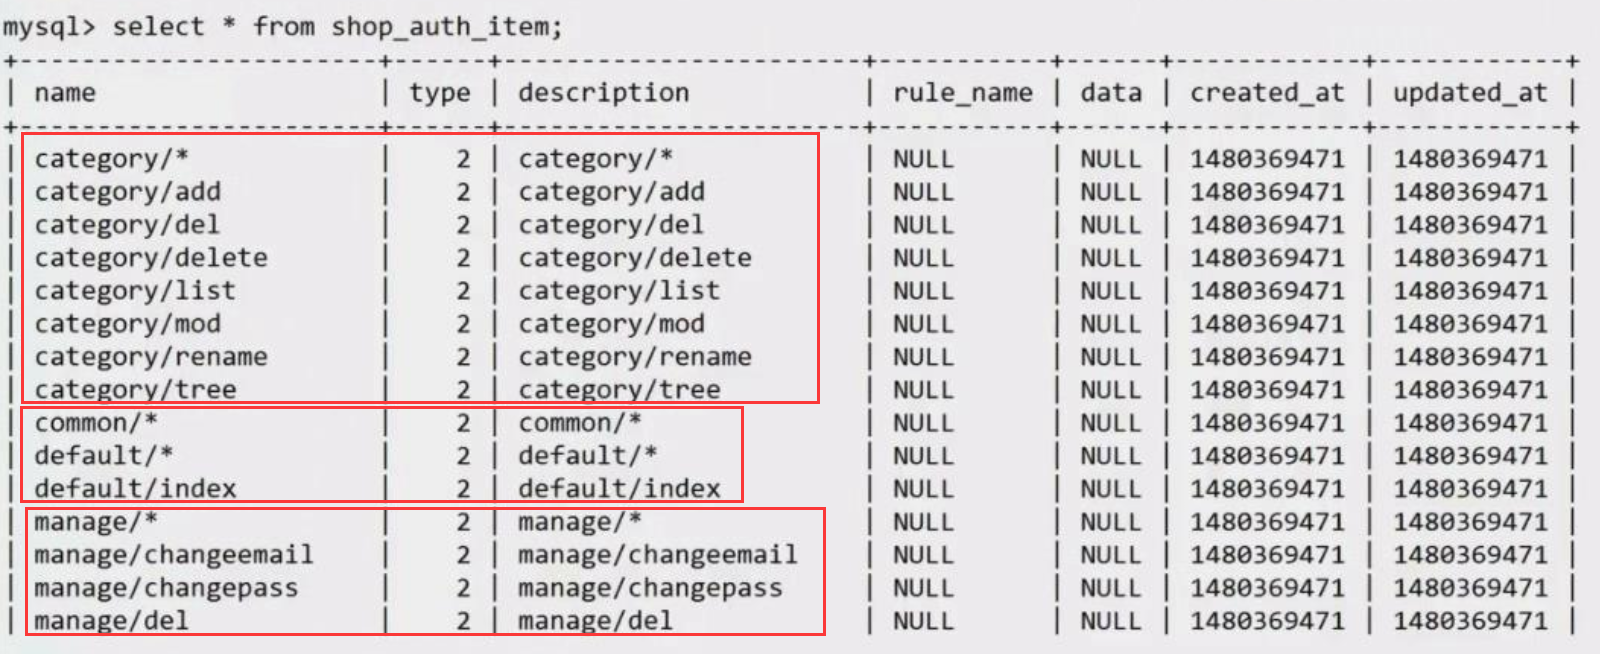 mysql> select * from shop_auth_item;
+------------------------+------+------------------------+-----------+------+------------+------------+
| name | type | description | rule_name | data | created_at | updated_at |
+------------------------+------+------------------------+-----------+------+------------+------------+
| category/* | 2 | category/* | NULL | NULL | 1480369471 | 1480369471 |
| category/add | 2 | category/add | NULL | NULL | 1480369471 | 1480369471 |
| category/del | 2 | category/del | NULL | NULL | 1480369471 | 1480369471 |
| category/delete | 2 | category/delete | NULL | NULL | 1480369471 | 1480369471 |
| category/list | 2 | category/list | NULL | NULL | 1480369471 | 1480369471 |
| category/mod | 2 | category/mod | NULL | NULL | 1480369471 | 1480369471 |
| category/rename | 2 | category/rename | NULL | NULL | 1480369471 | 1480369471 |
| category/tree | 2 | category/tree | NULL | NULL | 1480369471 | 1480369471 |
| common/* | 2 | common/* | NULL | NULL | 1480369471 | 1480369471 |
| default/* | 2 | default/* | NULL | NULL | 1480369471 | 1480369471 |
| default/index | 2 | default/index | NULL | NULL | 1480369471 | 1480369471 |
| manage/* | 2 | manage/* | NULL | NULL | 1480369471 | 1480369471 |
| manage/changeemail | 2 | manage/changeemail | NULL | NULL | 1480369471 | 1480369471 |
| manage/changepass | 2 | manage/changepass | NULL | NULL | 1480369471 | 1480369471 |
| manage/del | 2 | manage/del | NULL | NULL | 1480369471 | 1480369471 |